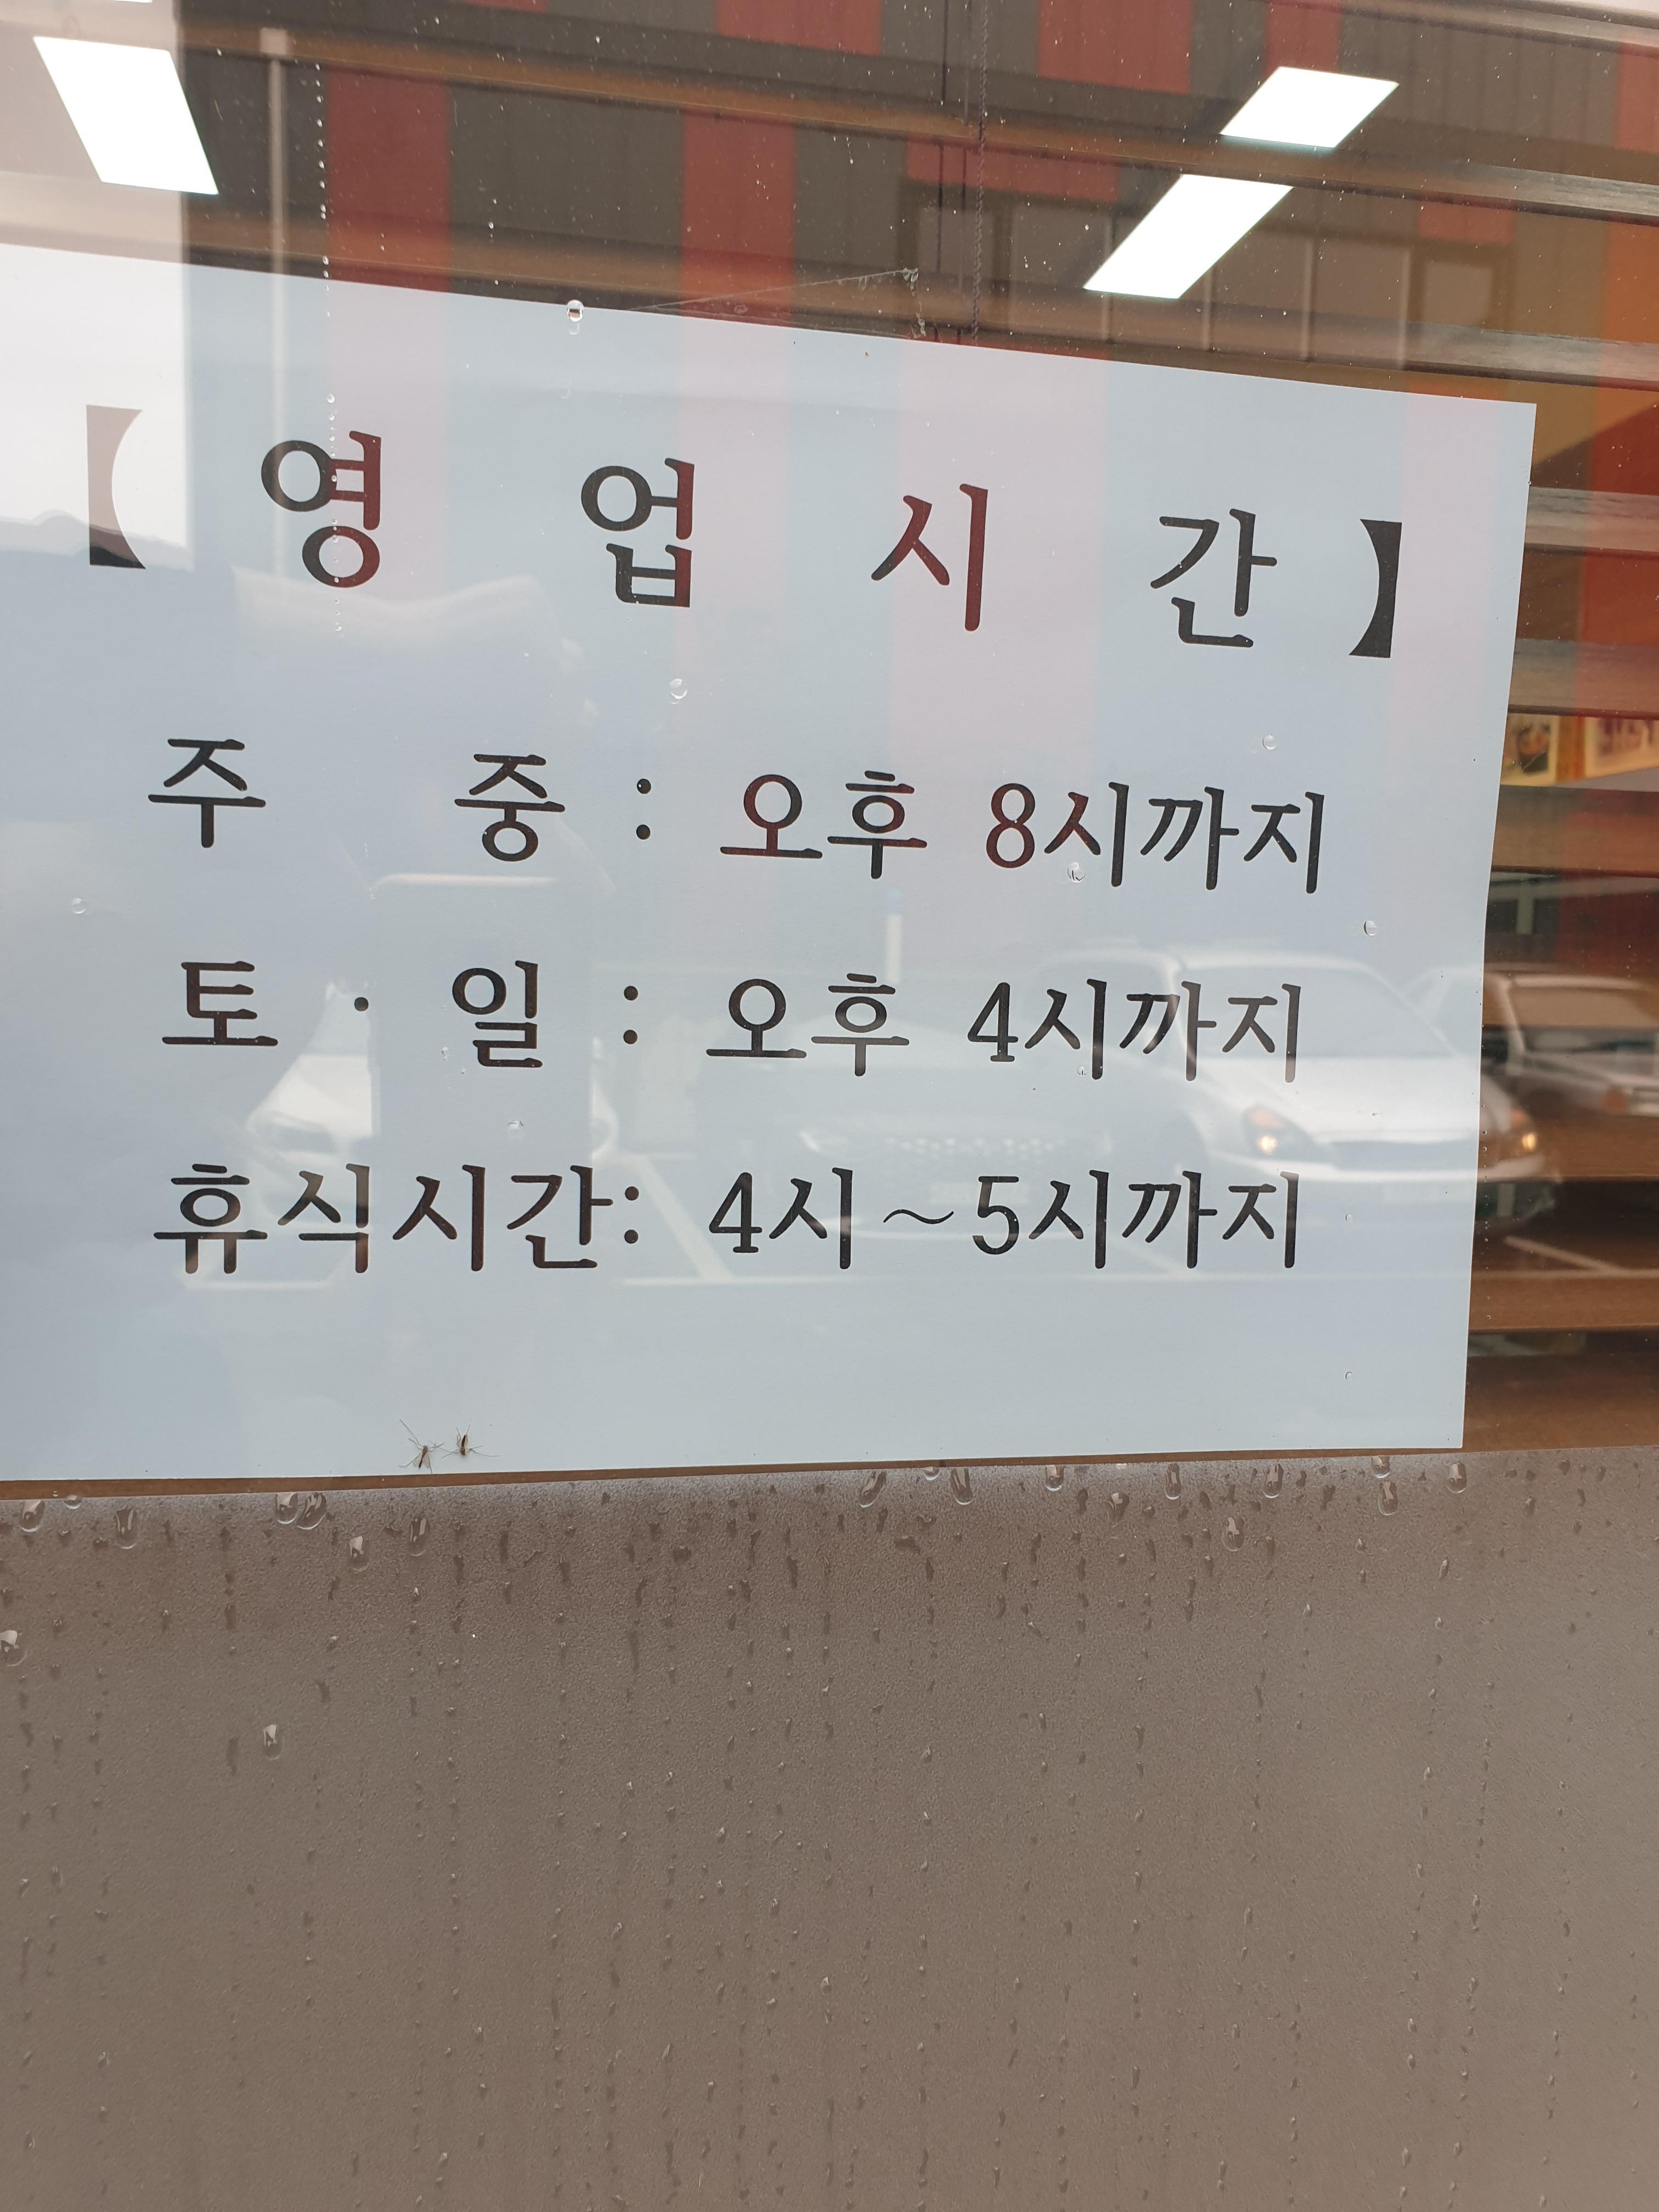 【 영 업 시 간 】
주 중 : 오후 8시까지
토 · 일 : 오후 4시까지
휴식시간: 4시~5시까지